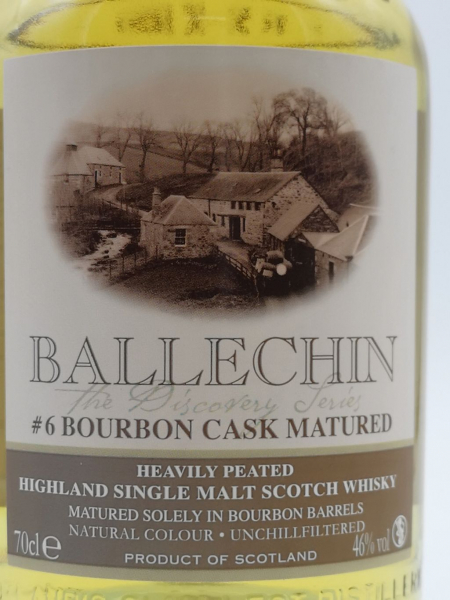 BALLECHIN
the Discovery Series
#6 BOURBON CASK MATURED
HEAVILY PEATED
HIGHLAND SINGLE MALT SCOTCH WHISKY
MATURED SOLELY IN BOURBON BARRELS
NATURAL COLOUR • UNCHILLFILTERED
70cl e 46% vol
PRODUCT OF SCOTLAND